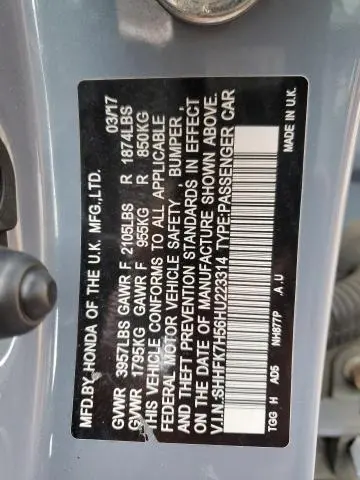 MFD.BY HONDA OF THE U.K. MFG.,LTD. 03/17
GVWR 3957LBS GAWR F 2105LBS R 1874LBS
GVWR 1795KG GAWR F 955KG R 850KG
THIS VEHICLE CONFORMS TO ALL APPLICABLE
FEDERAL MOTOR VEHICLE SAFETY , BUMPER ,
AND THEFT PREVENTION STANDARDS IN EFFECT
ON THE DATE OF MANUFACTURE SHOWN ABOVE.
V.I.N.:SHHFK7H56HU223314 TYPE:PASSENGER CAR
TGG H AD5 NH877P .A.U MADE IN U.K.